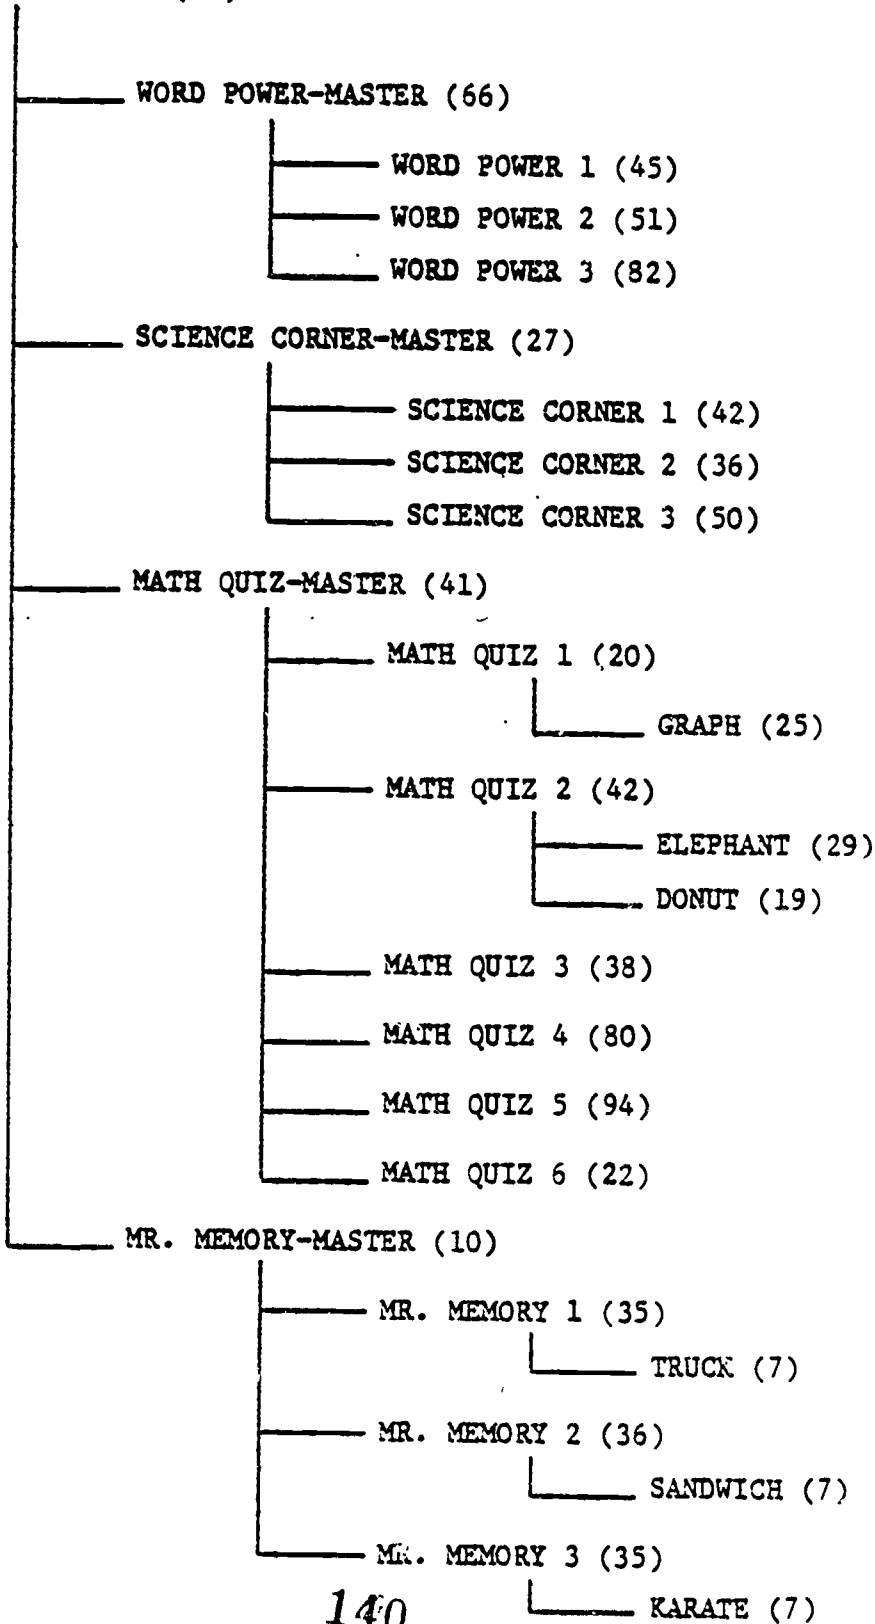 WORD POWER-MASTER (66)
WORD POWER 1 (45)
WORD POWER 2 (51)
WORD POWER 3 (82)
SCIENCE CORNER-MASTER (27)
SCIENCE CORNER 1 (42)
SCIENCE CORNER 2 (36)
SCIENCE CORNER 3 (50)
MATH QUIZ-MASTER (41)
MATH QUIZ 1 (20)
GRAPH (25)
MATH QUIZ 2 (42)
ELEPHANT (29)
DONUT (19)
MATH QUIZ 3 (38)
MATH QUIZ 4 (80)
MATH QUIZ 5 (94)
MATH QUIZ 6 (22)
MR. MEMORY-MASTER (10)
MR. MEMORY 1 (35)
TRUCK (7)
MR. MEMORY 2 (36)
SANDWICH (7)
MR. MEMORY 3 (35)
KARATE (7)
140